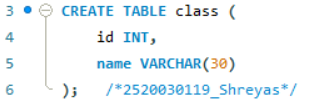 3 CREATE TABLE class (
4 id INT,
5 name VARCHAR(30)
6 ); /*2520030119_Shreyas*/